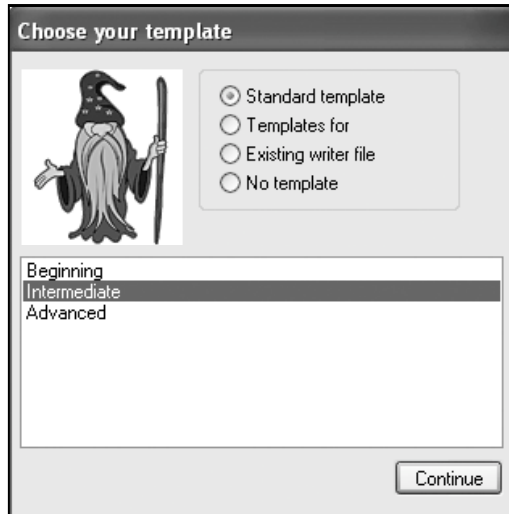 Choose your template
Standard template
Templates for
Existing writer file
No template
Beginning
Intermediate
Advanced
Continue